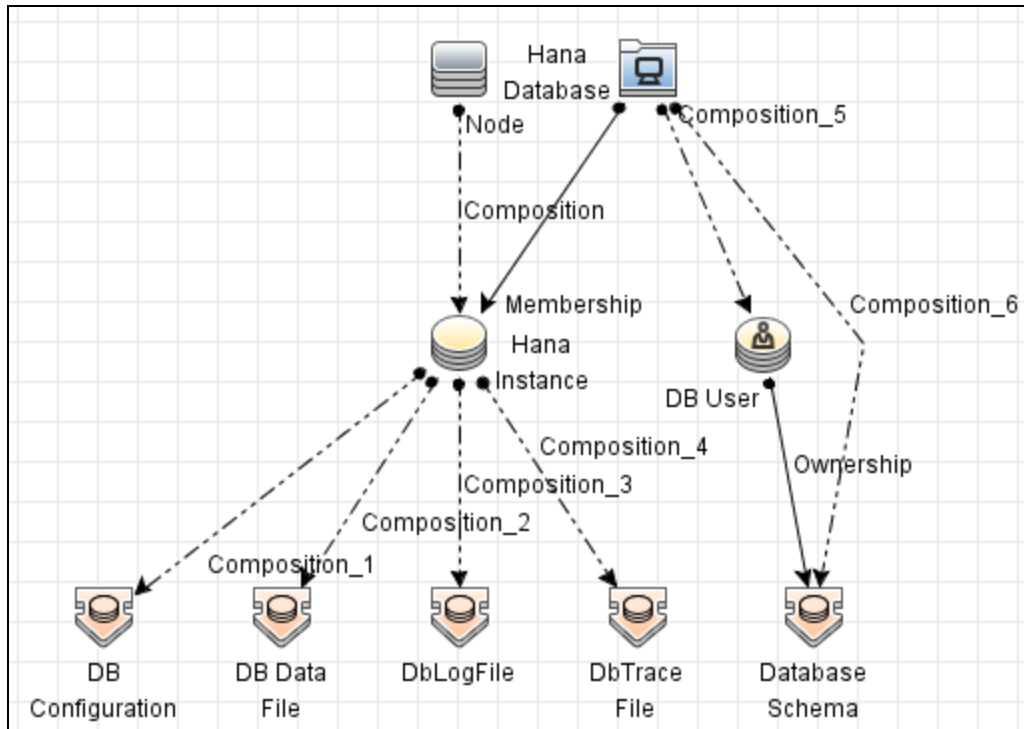 Hana
Database
Composition_5
Node
Composition
Membership
Composition_6
Hana
Instance
DB User
Composition_4
Ownership
Composition_3
Composition_2
Composition_1
DB
Configuration
DB Data
File
DbLogFile
DbTrace
File
Database
Schema